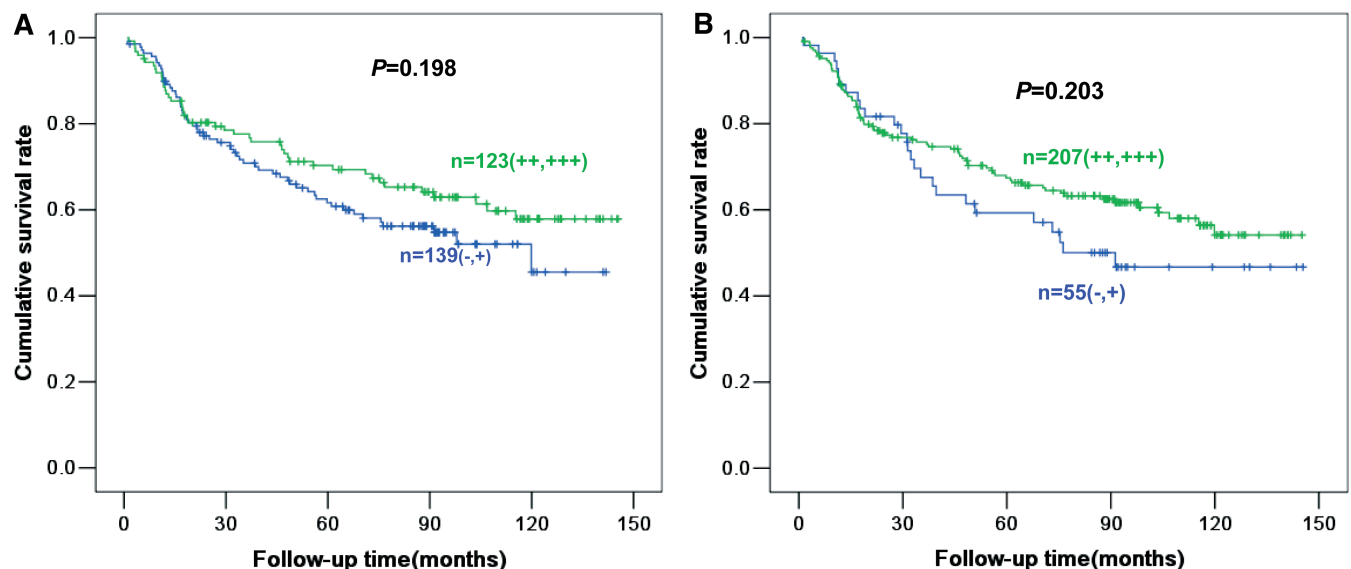 A
P=0.198
n=123(++,+++)
n=139(-,+)
Cumulative survival rate
1.0
0.8
0.6
0.4
0.2
0.0
0 30 60 90 120 150
Follow-up time(months)
B
P=0.203
n=207(++,+++)
n=55(-,+)
Cumulative survival rate
1.0
0.8
0.6
0.4
0.2
0.0
0 30 60 90 120 150
Follow-up time(months)